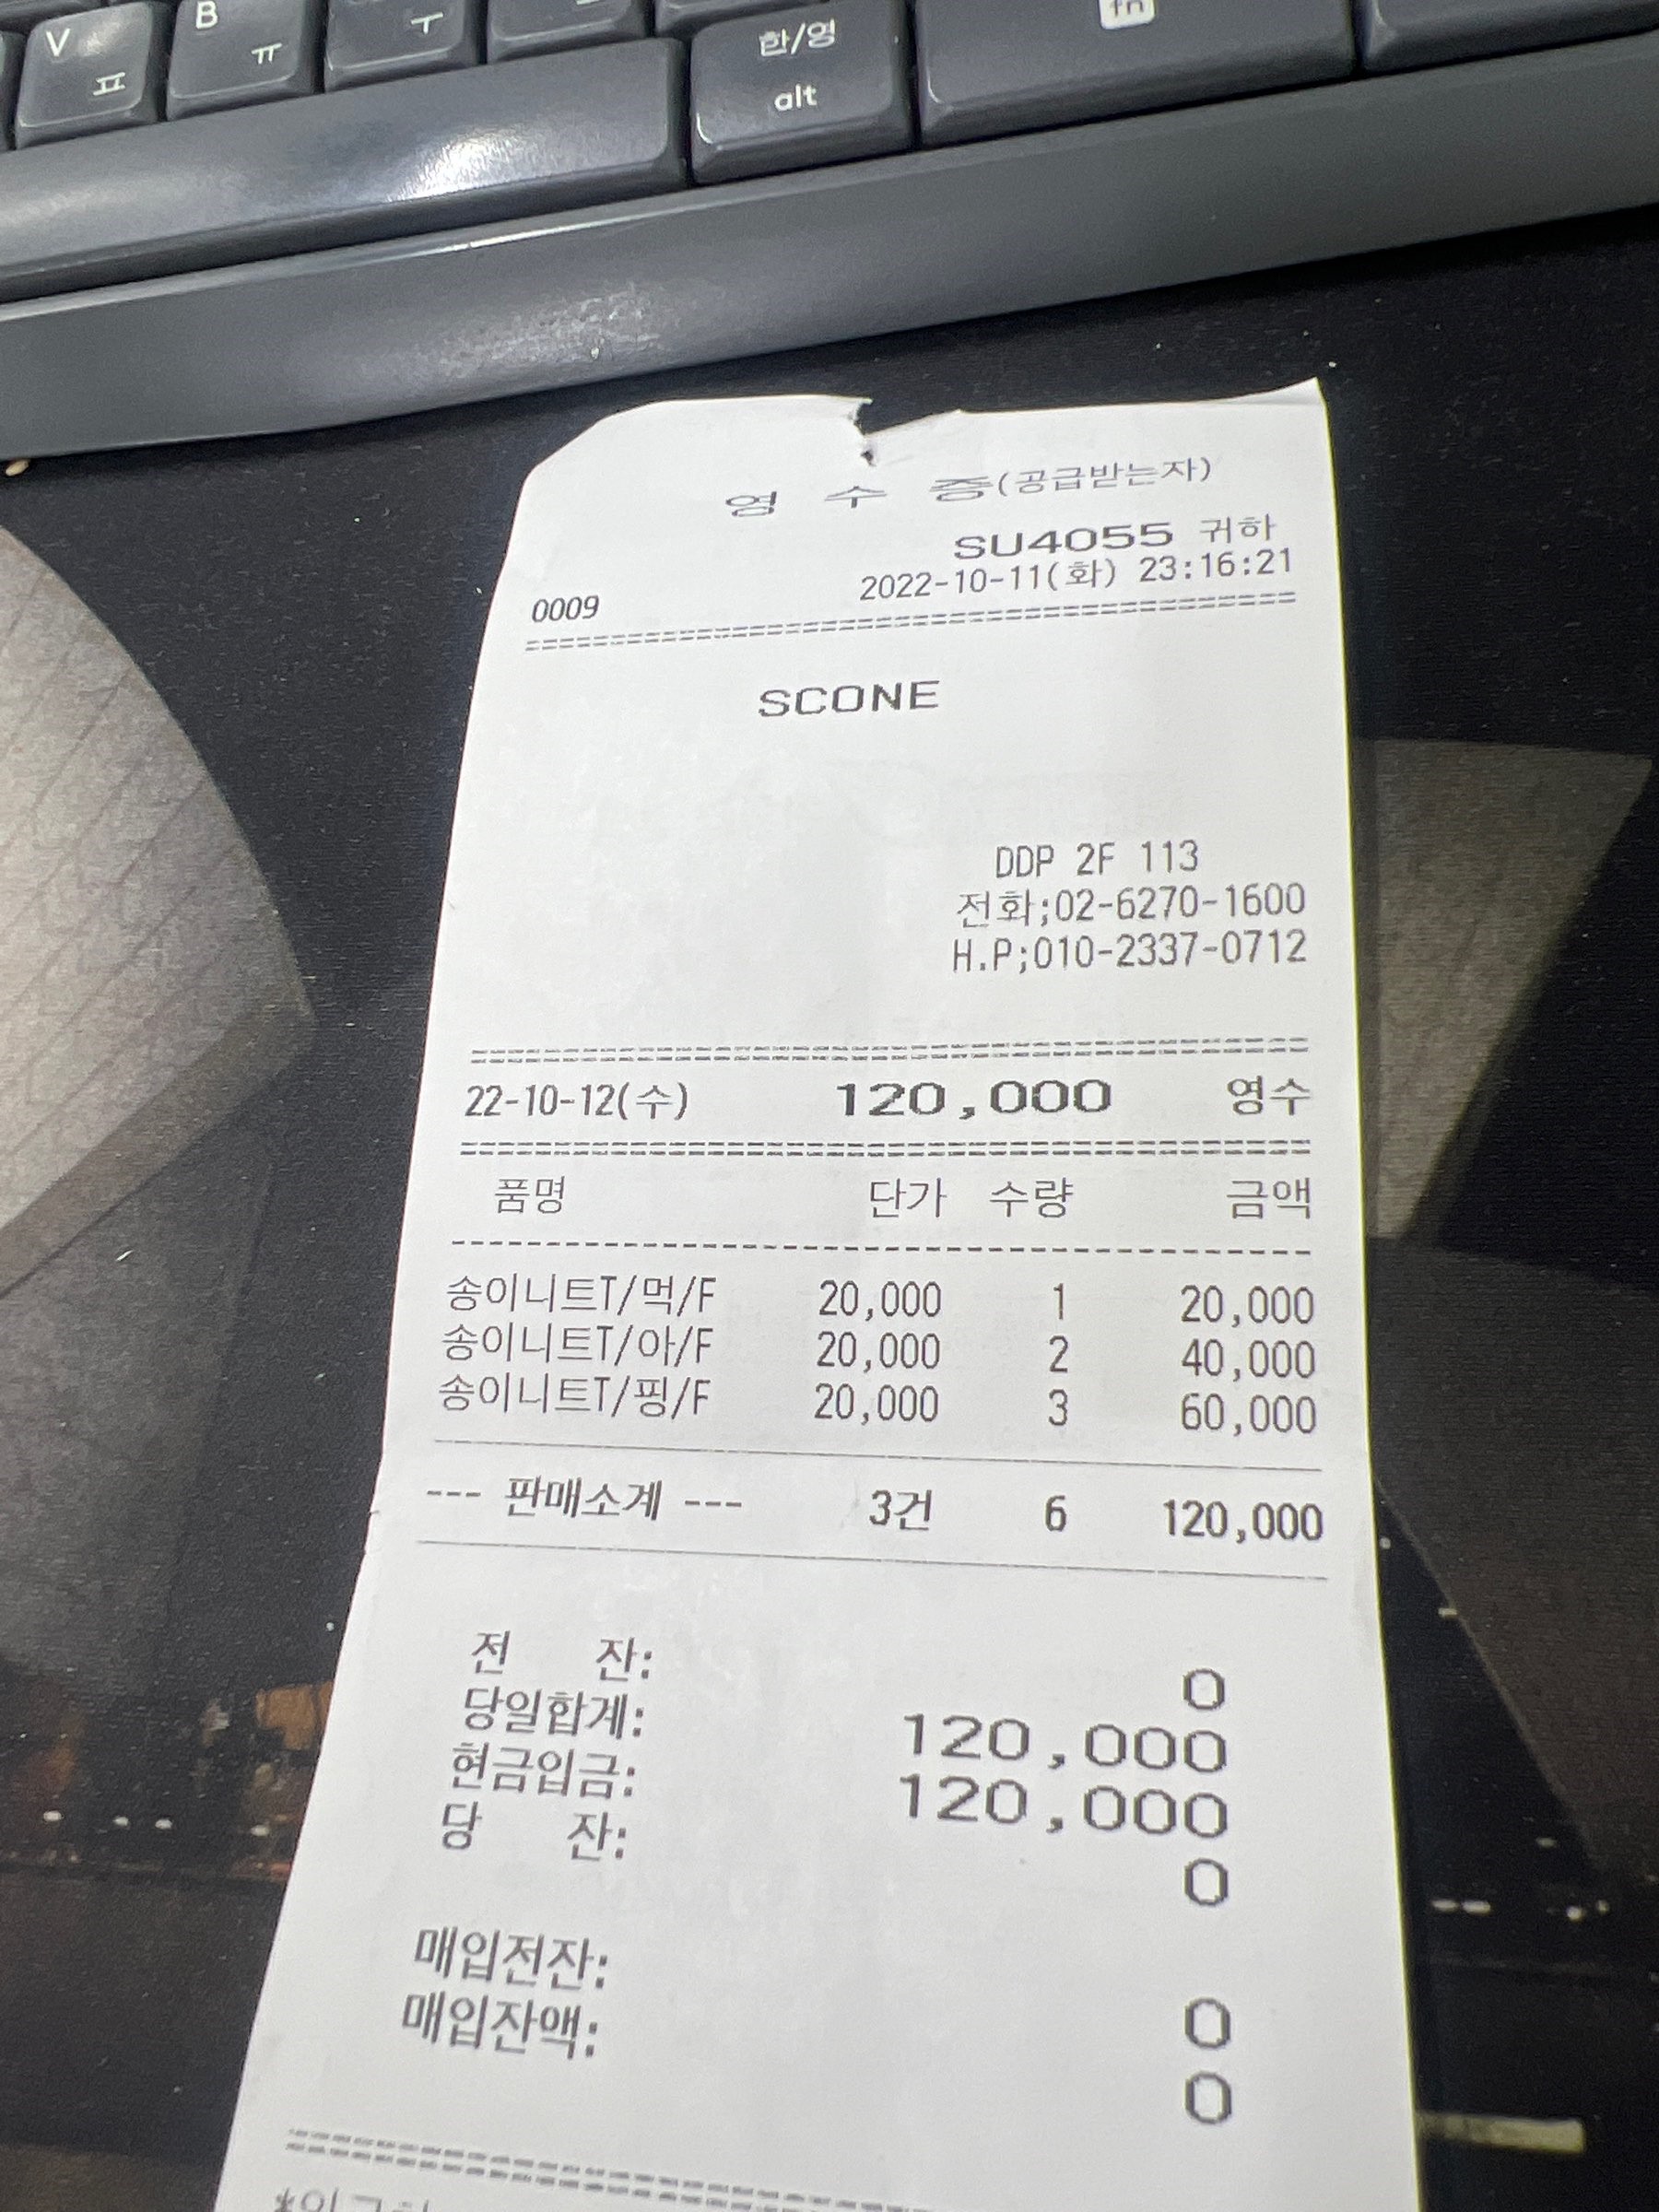 V
ㅍ
B
ㅠ
ㅜ
한/영
alt
fn
영 수 증(공급받는자)
SU4055 귀하
0009 2022-10-11(화) 23:16:21
==========================================
SCONE
DDP 2F 113
전화;02-6270-1600
H.P;010-2337-0712
==========================================
22-10-12(수) 120,000 영수
==========================================
품명 단가 수량 금액
------------------------------------------
송이니트T/먹/F 20,000 1 20,000
송이니트T/아/F 20,000 2 40,000
송이니트T/핑/F 20,000 3 60,000
--- 판매소계 --- 3건 6 120,000
전 잔: 0
당일합계: 120,000
현금입금: 120,000
당 잔: 0
매입전잔: 0
매입잔액: 0
==========================================